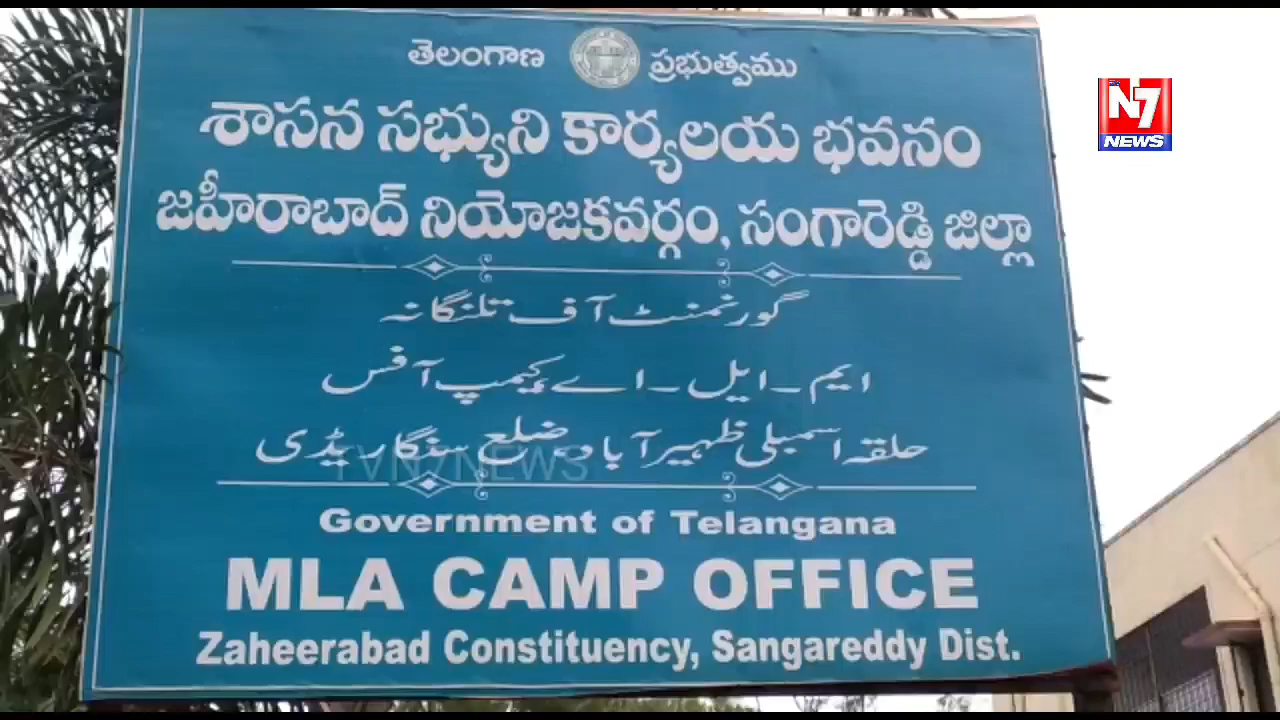 తెలంగాణ ప్రభుత్వము
శాసన సభ్యుని కార్యలయ భవనం
జహీరాబాద్ నియోజకవర్గం, సంగారెడ్డి జిల్లా
گورنمنٹ آف تلنگانہ
ایم ـ ایل ـ اے کیمپ آفس
حلقہ اسمبلی ظہیرآباد ضلع سنگاریڈی
Government of Telangana
MLA CAMP OFFICE
Zaheerabad Constituency, Sangareddy Dist.
N7
NEWS
TVN7NEWS